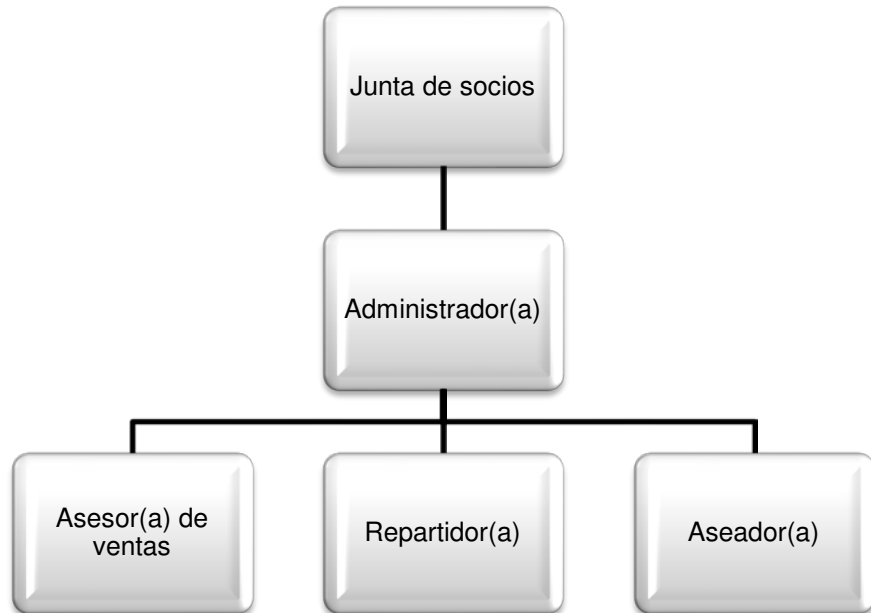 Junta de socios
Administrador(a)
Asesor(a) de
ventas
Repartidor(a)
Aseador(a)